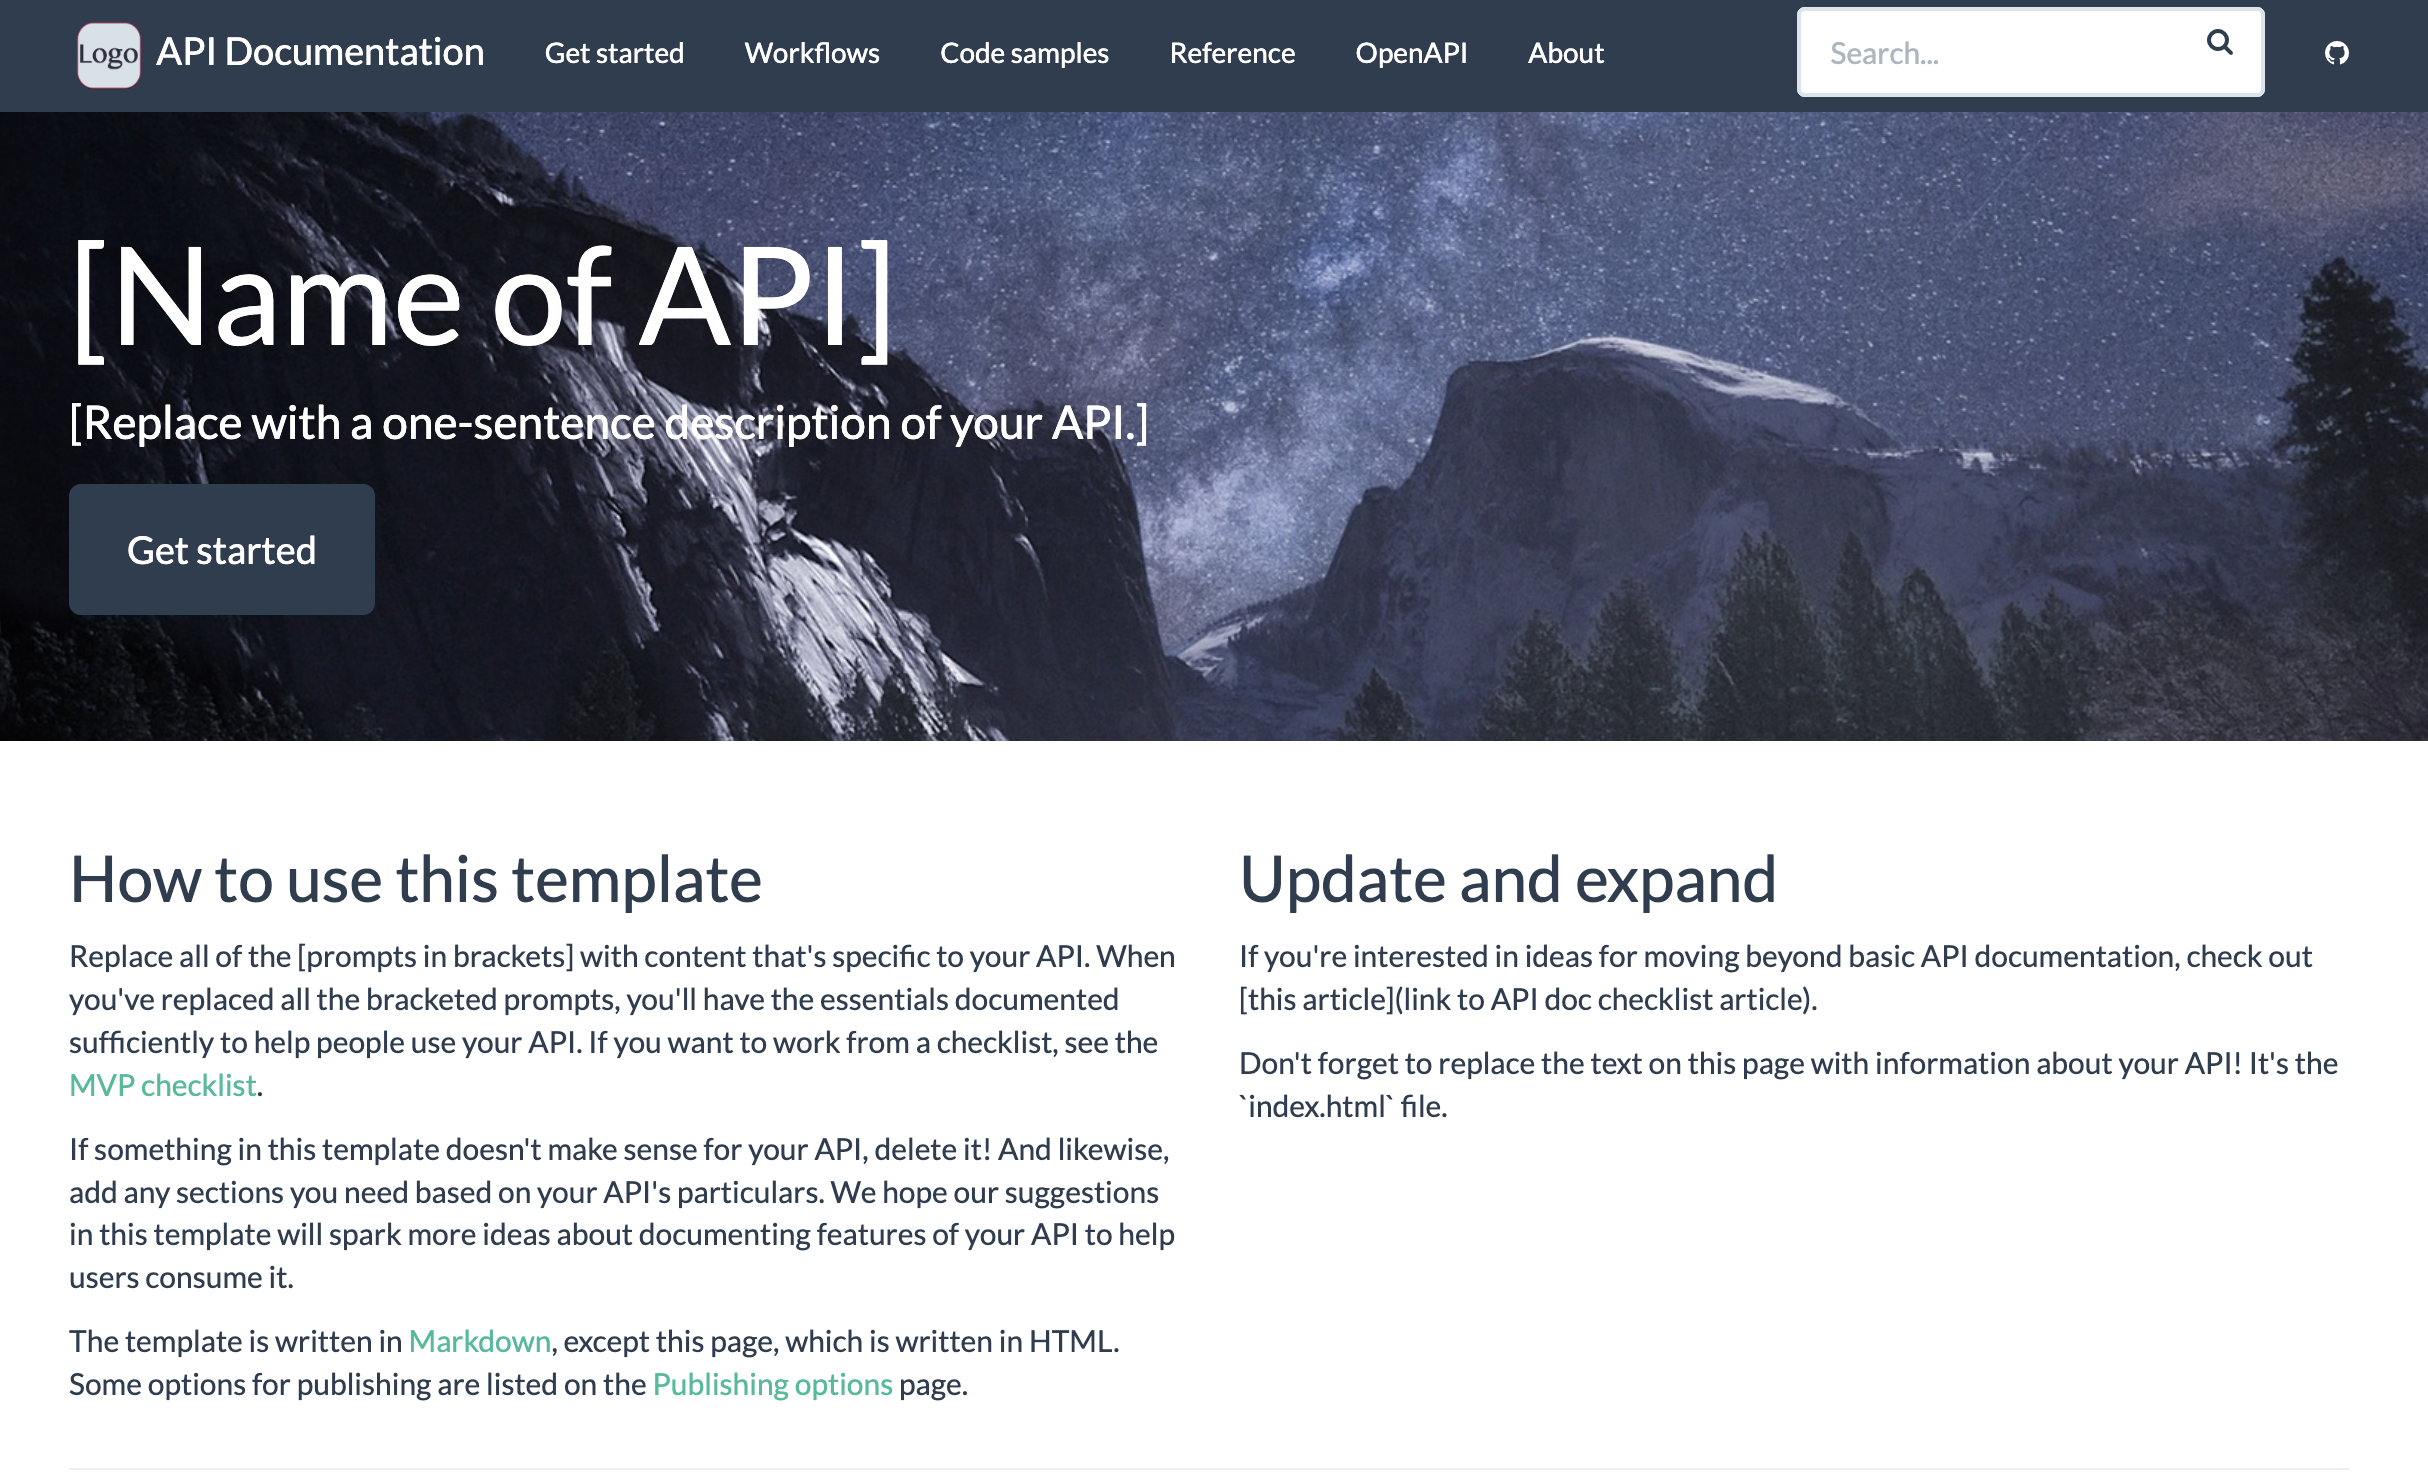 Logo API Documentation Get started Workflows Code samples Reference OpenAPI About Search...
[Name of API]
[Replace with a one-sentence description of your API.]
Get started
How to use this template
Replace all of the [prompts in brackets] with content that's specific to your API. When
you've replaced all the bracketed prompts, you'll have the essentials documented
sufficiently to help people use your API. If you want to work from a checklist, see the
MVP checklist.
If something in this template doesn't make sense for your API, delete it! And likewise,
add any sections you need based on your API's particulars. We hope our suggestions
in this template will spark more ideas about documenting features of your API to help
users consume it.
The template is written in Markdown, except this page, which is written in HTML.
Some options for publishing are listed on the Publishing options page.
Update and expand
If you're interested in ideas for moving beyond basic API documentation, check out
[this article](link to API doc checklist article).
Don't forget to replace the text on this page with information about your API! It's the
`index.html` file.